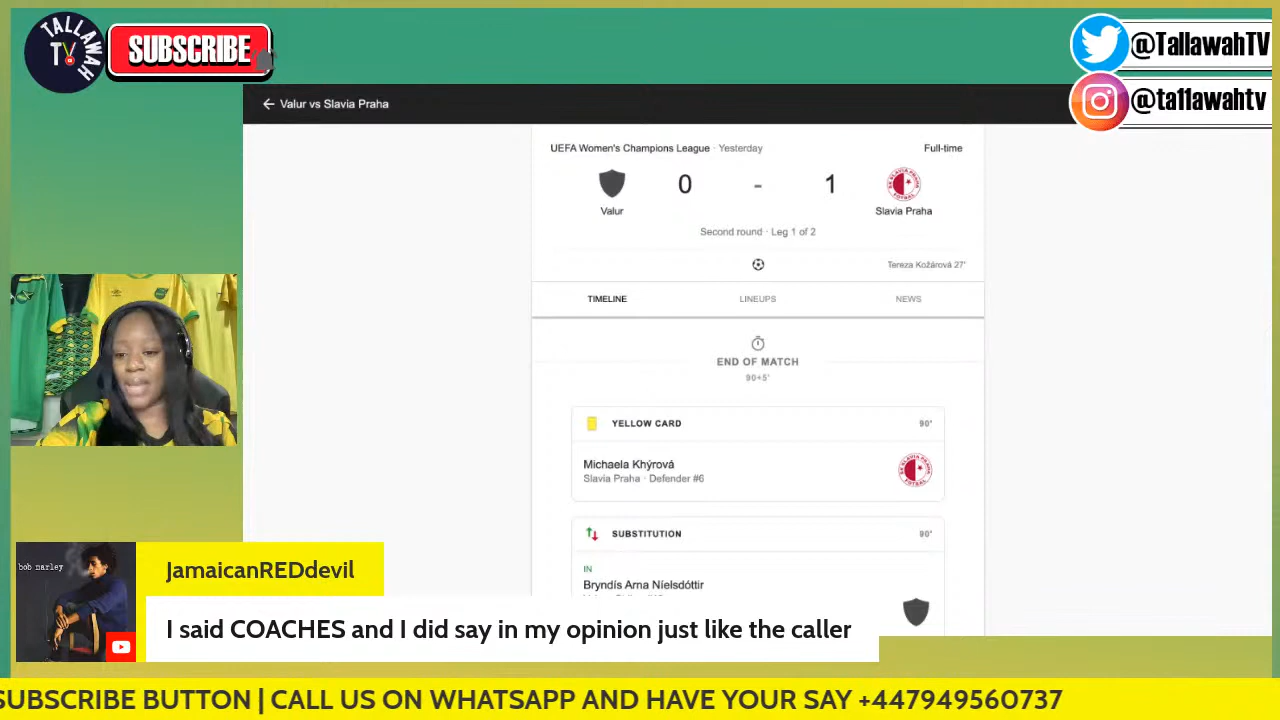 TALLAWAH
TV
SUBSCRIBE
@TallawahTV
@ta11awahtv
Valur vs Slavia Praha
UEFA Women's Champions League · Yesterday
Full-time
0 - 1
Valur
Slavia Praha
Second round · Leg 1 of 2
Tereza Kožárová 27'
TIMELINE
LINEUPS
NEWS
END OF MATCH
90+5'
YELLOW CARD
90'
Michaela Khýrová
Slavia Praha · Defender #6
SUBSTITUTION
90'
IN
Bryndís Arna Níelsdóttir
bob narley
JamaicanREDdevil
I said COACHES and I did say in my opinion just like the caller
SUBSCRIBE BUTTON | CALL US ON WHATSAPP AND HAVE YOUR SAY +447949560737